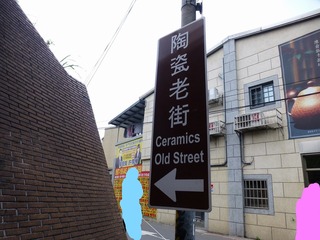 陶瓷老街
Ceramics
Old Street